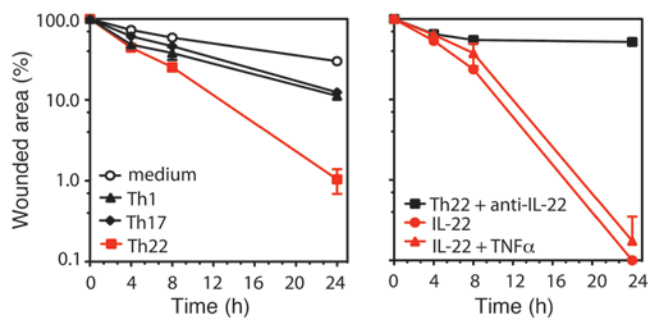 Wounded area (%)
100.0
10.0
1.0
0.1
medium
Th1
Th17
Th22
0 4 8 12 16 20 24
Time (h)
Th22 + anti-IL-22
IL-22
IL-22 + TNFα
0 4 8 12 16 20 24
Time (h)